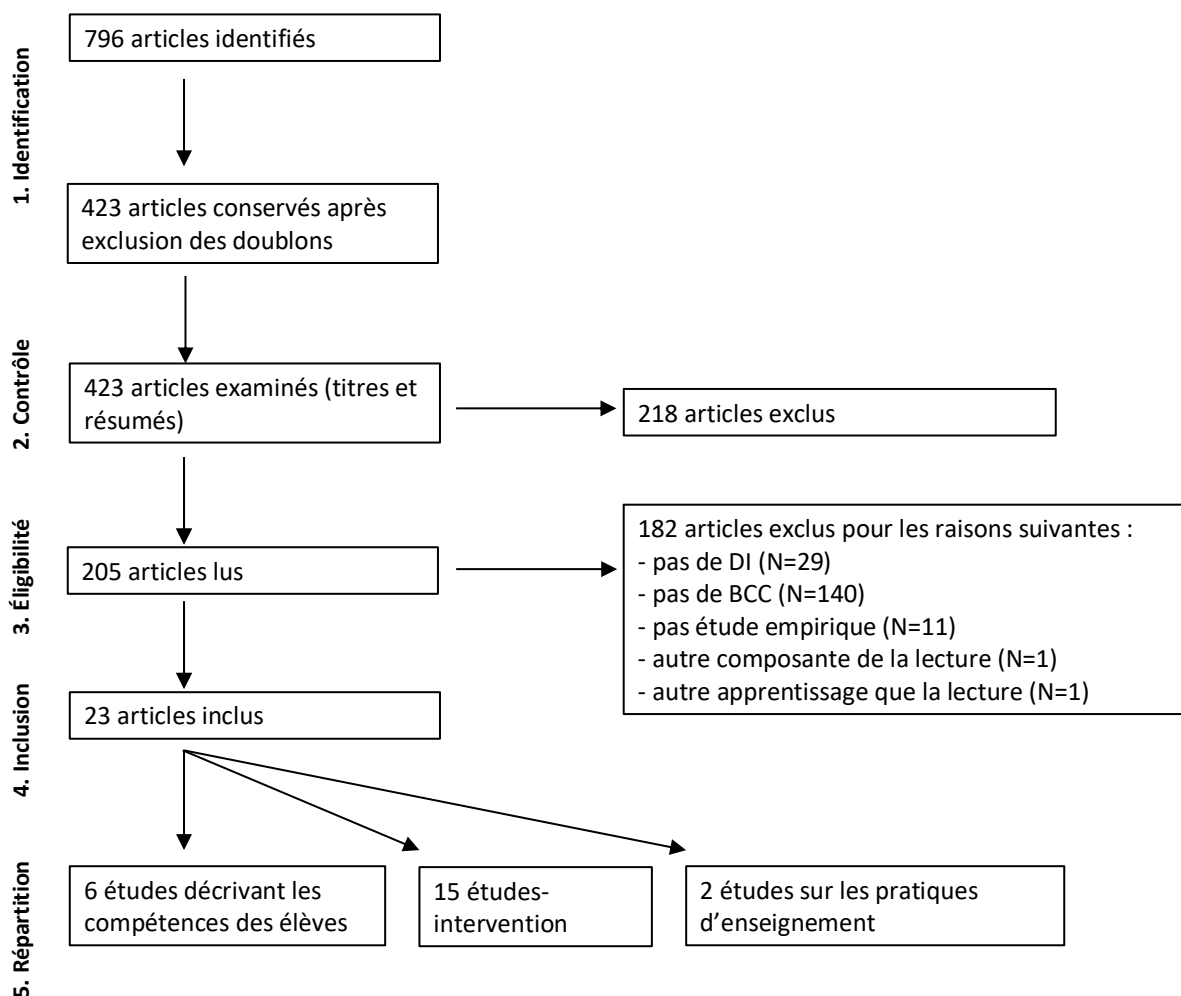 1. Identification
796 articles identifiés
423 articles conservés après
exclusion des doublons
2. Contrôle
423 articles examinés (titres et
résumés)
218 articles exclus
3. Éligibilité
205 articles lus
182 articles exclus pour les raisons suivantes :
- pas de DI (N=29)
- pas de BCC (N=140)
- pas étude empirique (N=11)
- autre composante de la lecture (N=1)
- autre apprentissage que la lecture (N=1)
4. Inclusion
23 articles inclus
5. Répartition
6 études décrivant les
compétences des élèves
15 études-
intervention
2 études sur les pratiques
d’enseignement